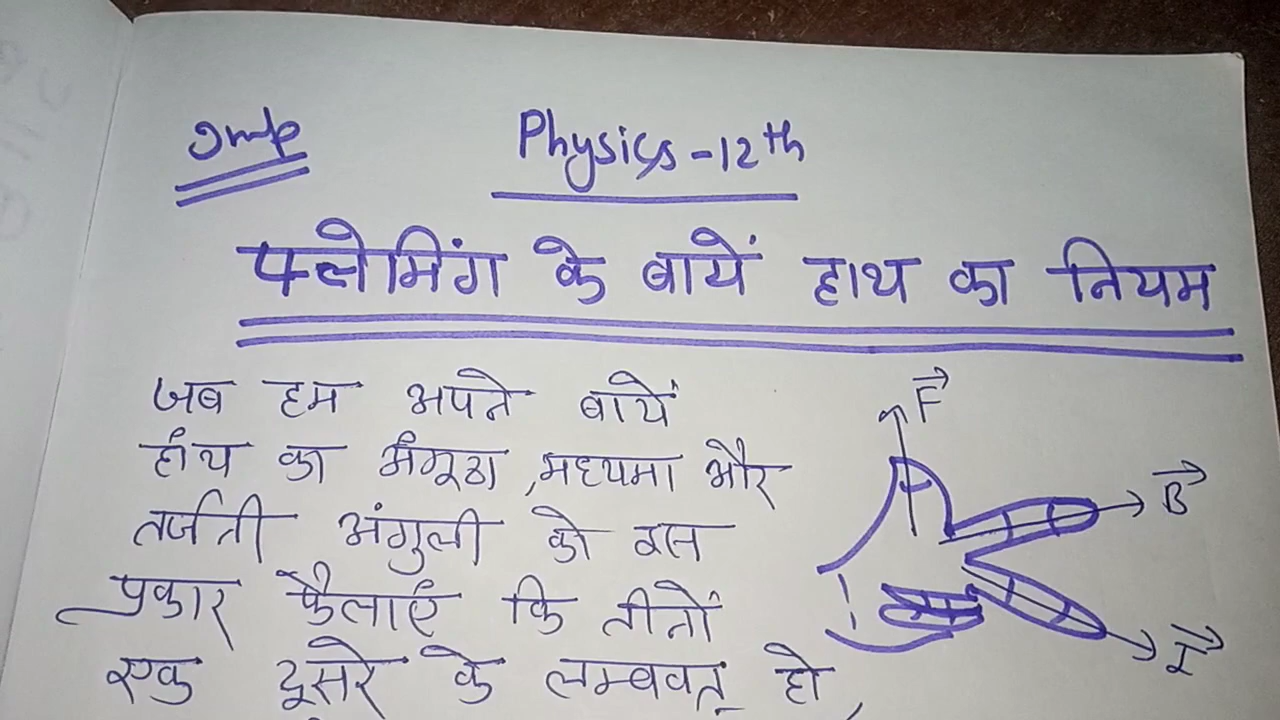 Imp
Physics-12th
फ्लेमिंग के बायें हाथ का नियम
जब हम अपने बायें
हाँथ का अंगूठा ,मध्यमा और
तर्जनी अंगुली को इस
प्रकार फैलाएं कि तीनों
एक दूसरे के लम्बवत् हो,
F
B
I